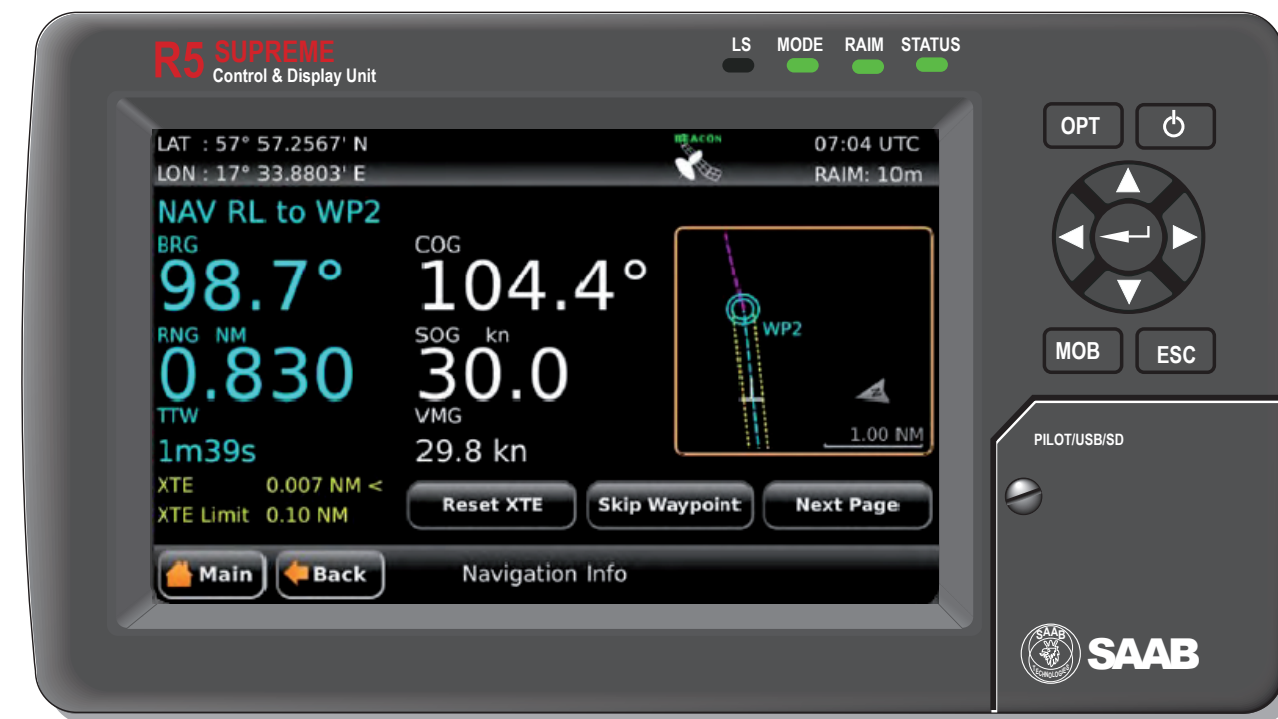 R5 SUPREME
Control & Display Unit
LS MODE RAIM STATUS
OPT
LAT : 57° 57.2567' N
BEACON
07:04 UTC
LON : 17° 33.8803' E
RAIM: 10m
NAV RL to WP2
BRG
98.7°
COG
104.4°
RNG NM
0.830
SOG kn
30.0
TTW
1m39s
VMG
29.8 kn
XTE 0.007 NM <
XTE Limit 0.10 NM
WP2
N
1.00 NM
Reset XTE
Skip Waypoint
Next Page
Main
Back
Navigation Info
MOB
ESC
PILOT/USB/SD
SAAB
TECHNOLOGIES
SAAB